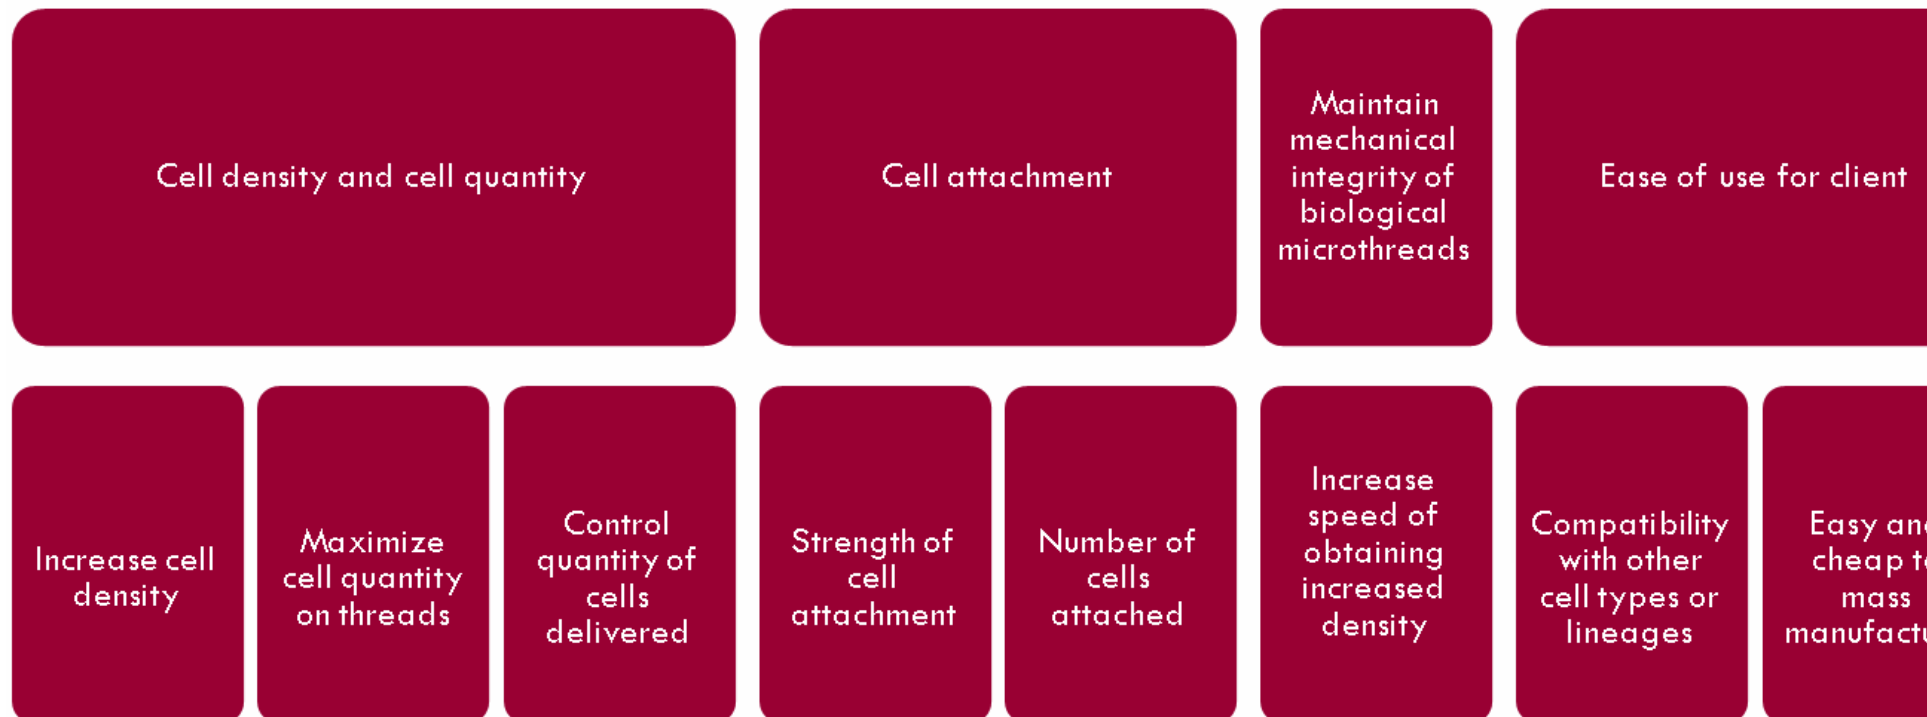 Cell density and cell quantity
Cell attachment
Maintain
mechanical
integrity of
biological
microthreads
Ease of use for client
Increase cell
density
Maximize
cell quantity
on threads
Control
quantity of
cells
delivered
Strength of
cell
attachment
Number of
cells
attached
Increase
speed of
obtaining
increased
density
Compatibility
with other
cell types or
lineages
Easy
cheap
mass